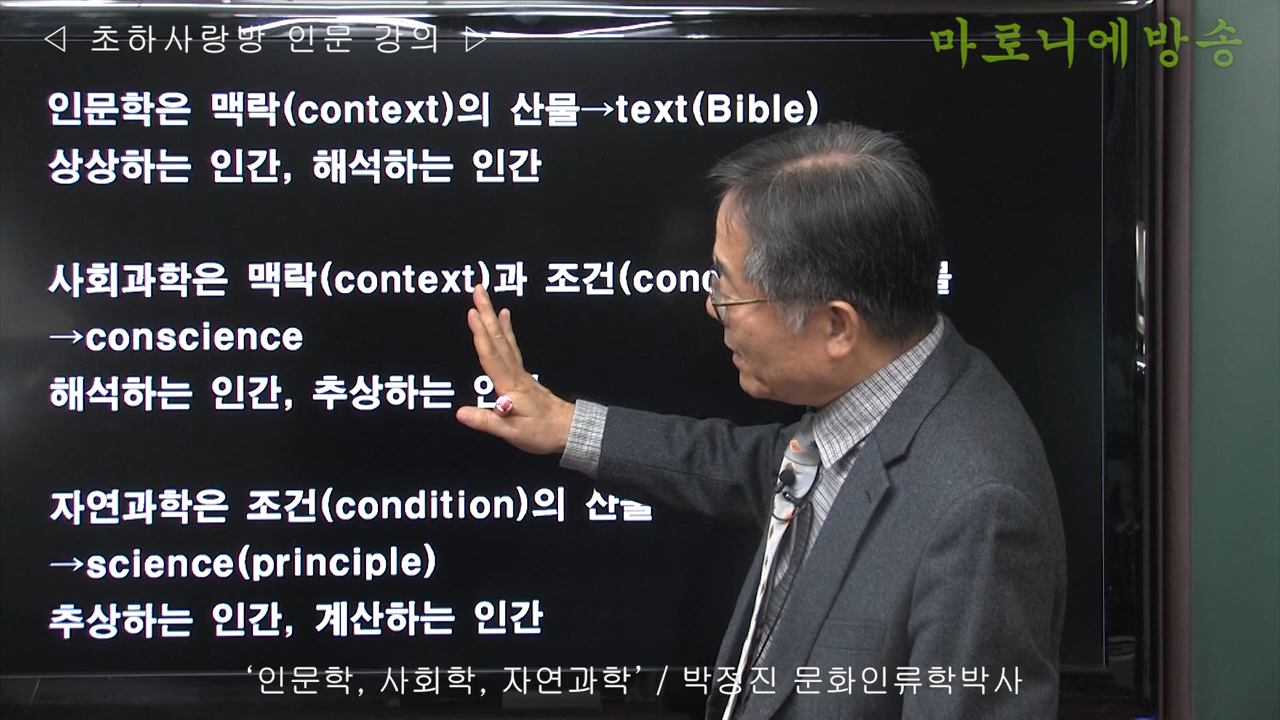 ◁ 초하사랑방 인문 강의 ▷
마로니에방송
인문학은 맥락(context)의 산물→text(Bible)
상상하는 인간, 해석하는 인간
사회과학은 맥락(context)과 조건(con
→conscience
해석하는 인간, 추상하는
자연과학은 조건(condition)의 산물
→science(principle)
추상하는 인간, 계산하는 인간
‘인문학, 사회학, 자연과학’ / 박정진 문화인류학박사